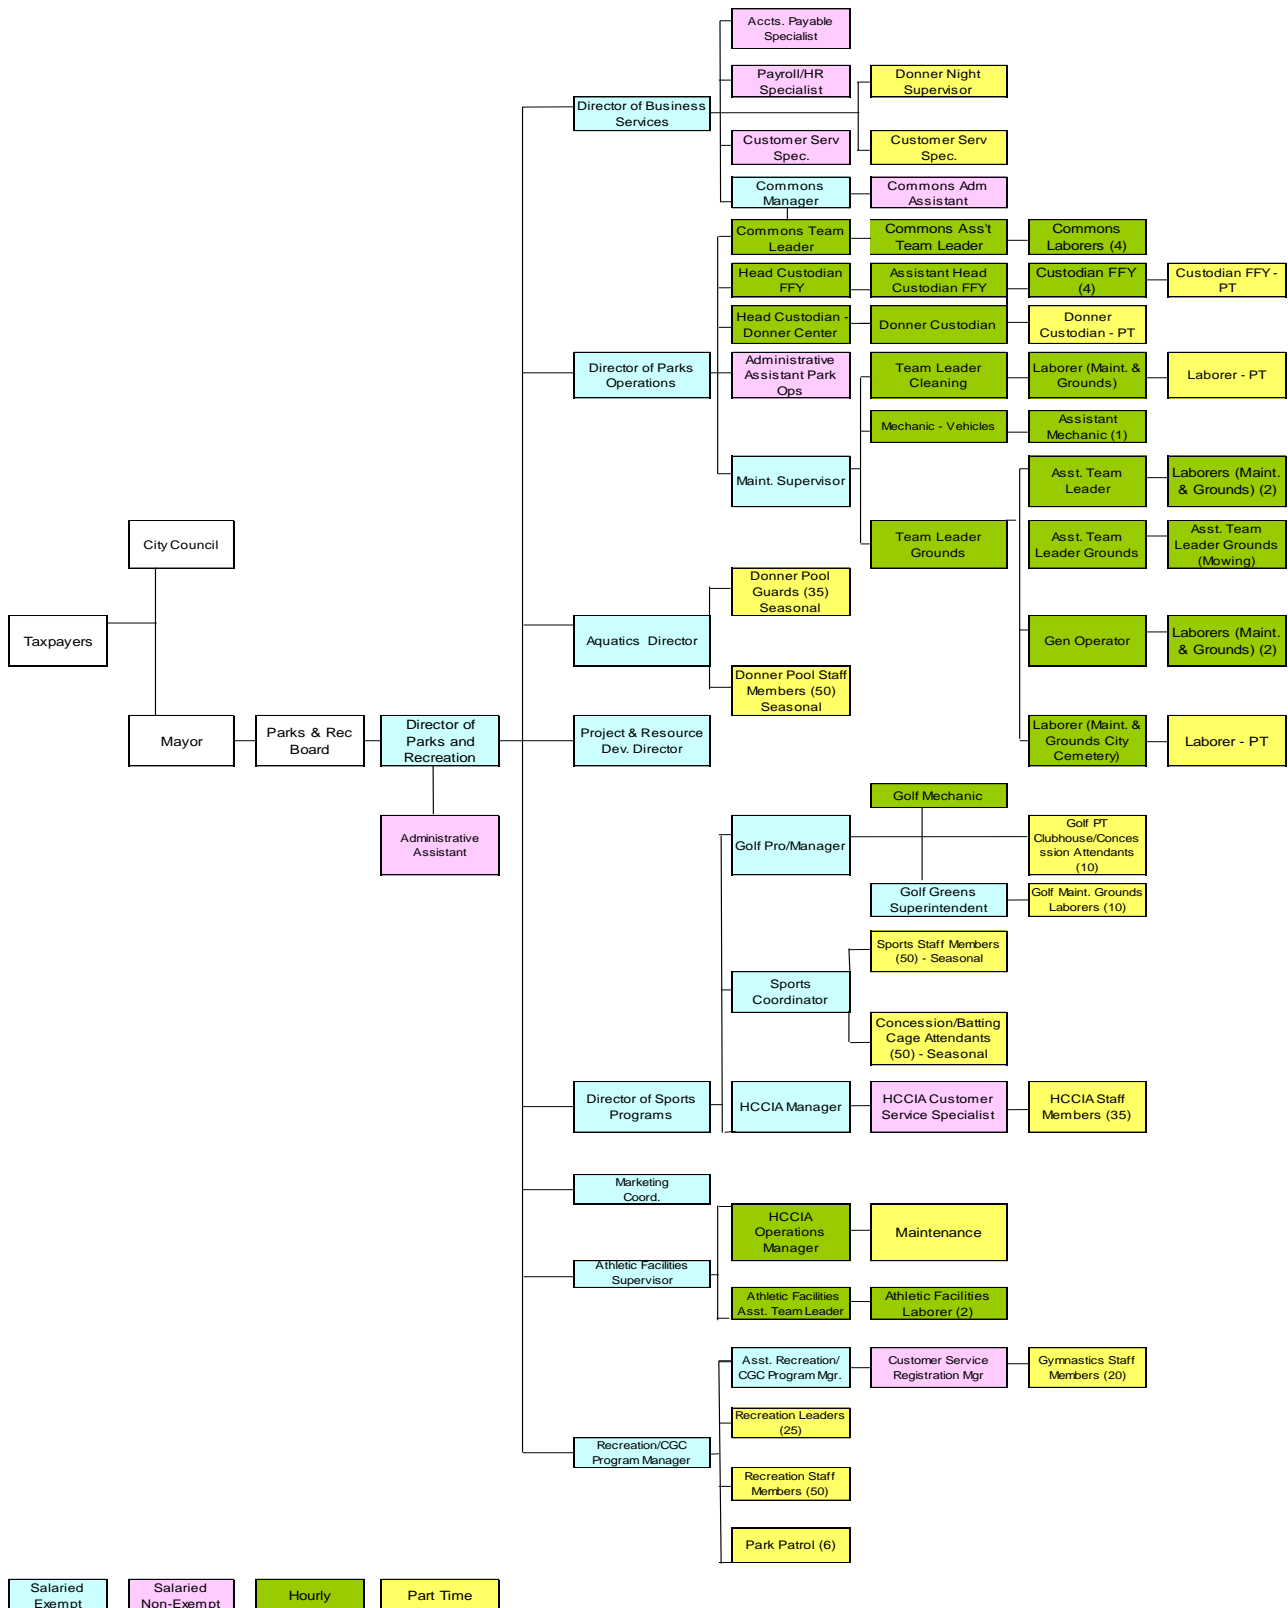 Accts. Payable
Specialist
Payroll/HR
Specialist
Donner Night
Supervisor
Director of Business
Services
Customer Serv
Spec.
Customer Serv
Spec.
Commons
Manager
Commons Adm
Assistant
Commons Team
Leader
Commons Ass't
Team Leader
Commons
Laborers (4)
Head Custodian
FFY
Assistant Head
Custodian FFY
Custodian FFY
(4)
Custodian FFY -
PT
Head Custodian -
Donner Center
Donner Custodian
Donner
Custodian - PT
Director of Parks
Operations
Administrative
Assistant Park
Ops
Team Leader
Cleaning
Laborer (Maint. &
Grounds)
Laborer - PT
Mechanic - Vehicles
Assistant
Mechanic (1)
Maint. Supervisor
Asst. Team
Leader
Laborers (Maint.
& Grounds) (2)
City Council
Team Leader
Grounds
Asst. Team
Leader Grounds
Asst. Team
Leader Grounds
(Mowing)
Donner Pool
Guards (35)
Seasonal
Taxpayers
Aquatics Director
Gen Operator
Laborers (Maint.
& Grounds) (2)
Donner Pool Staff
Members (50)
Seasonal
Mayor
Parks & Rec
Board
Director of
Parks and
Recreation
Project & Resource
Dev. Director
Laborer (Maint. &
Grounds City
Cemetery)
Laborer - PT
Golf Mechanic
Administrative
Assistant
Golf Pro/Manager
Golf PT
Clubhouse/Conces
sion Attendants
(10)
Golf Greens
Superintendent
Golf Maint. Grounds
Laborers (10)
Sports Staff Members
(50) - Seasonal
Sports
Coordinator
Concession/Batting
Cage Attendants
(50) - Seasonal
Director of Sports
Programs
HCCIA Manager
HCCIA Customer
Service Specialist
HCCIA Staff
Members (35)
Marketing
Coord.
HCCIA
Operations
Manager
Maintenance
Athletic Facilities
Supervisor
Athletic Facilities
Asst. Team Leader
Athletic Facilities
Laborer (2)
Asst. Recreation/
CGC Program Mgr.
Customer Service
Registration Mgr
Gymnastics Staff
Members (20)
Recreation Leaders
(25)
Recreation/CGC
Program Manager
Recreation Staff
Members (50)
Park Patrol (6)
Salaried
Exempt
Salaried
Non-Exempt
Hourly
Part Time